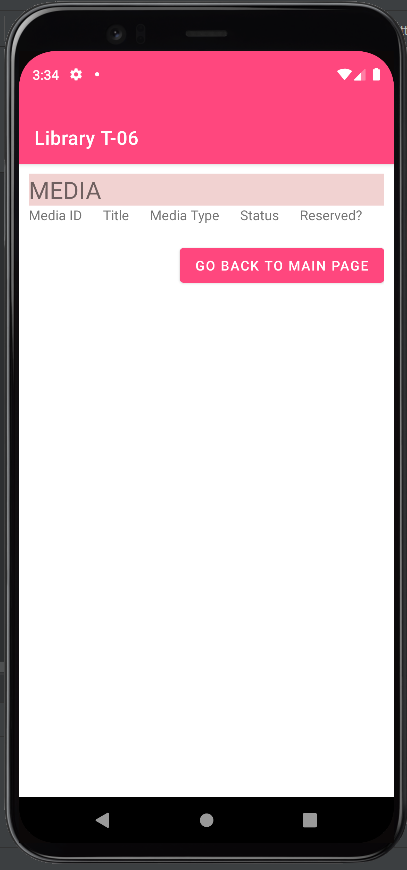 3:34
Library T-06
MEDIA
Media ID Title Media Type Status Reserved?
GO BACK TO MAIN PAGE